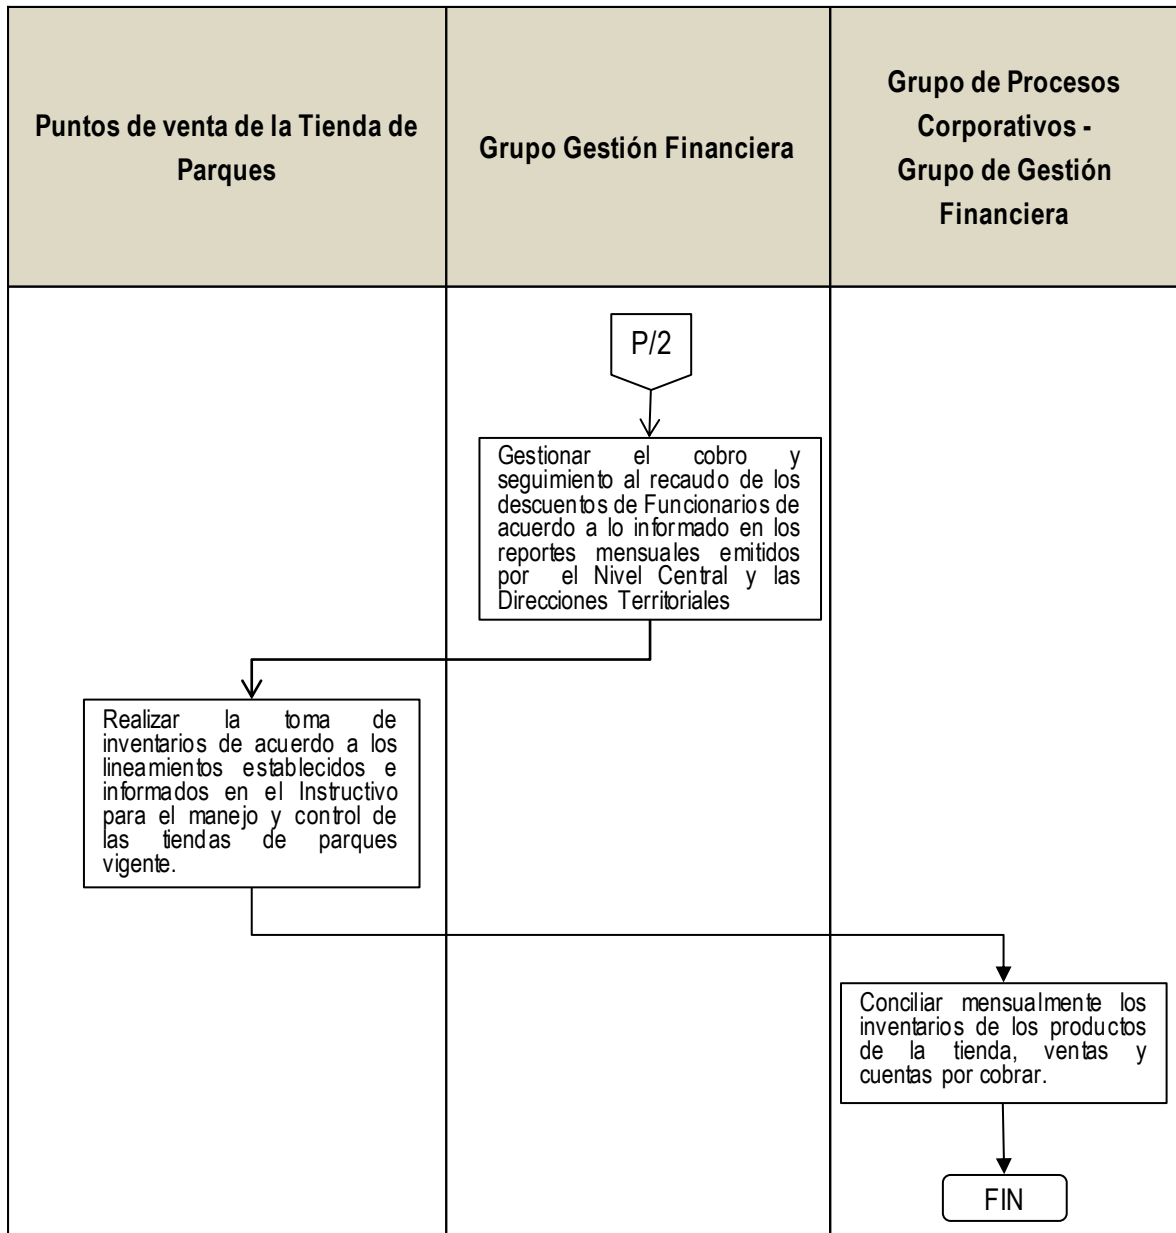 Puntos de venta de la Tienda de
Parques
Grupo Gestión Financiera
Grupo de Procesos
Corporativos -
Grupo de Gestión
Financiera
P/2
Gestionar el cobro y
seguimiento al recaudo de los
descuentos de Funcionarios de
acuerdo a lo informado en los
reportes mensuales emitidos
por el Nivel Central y las
Direcciones Territoriales
Realizar la toma de
inventarios de acuerdo a los
lineamientos establecidos e
informados en el Instructivo
para el manejo y control de
las tiendas de parques
vigente.
Conciliar mensualmente los
inventarios de los productos
de la tienda, ventas y
cuentas por cobrar.
FIN